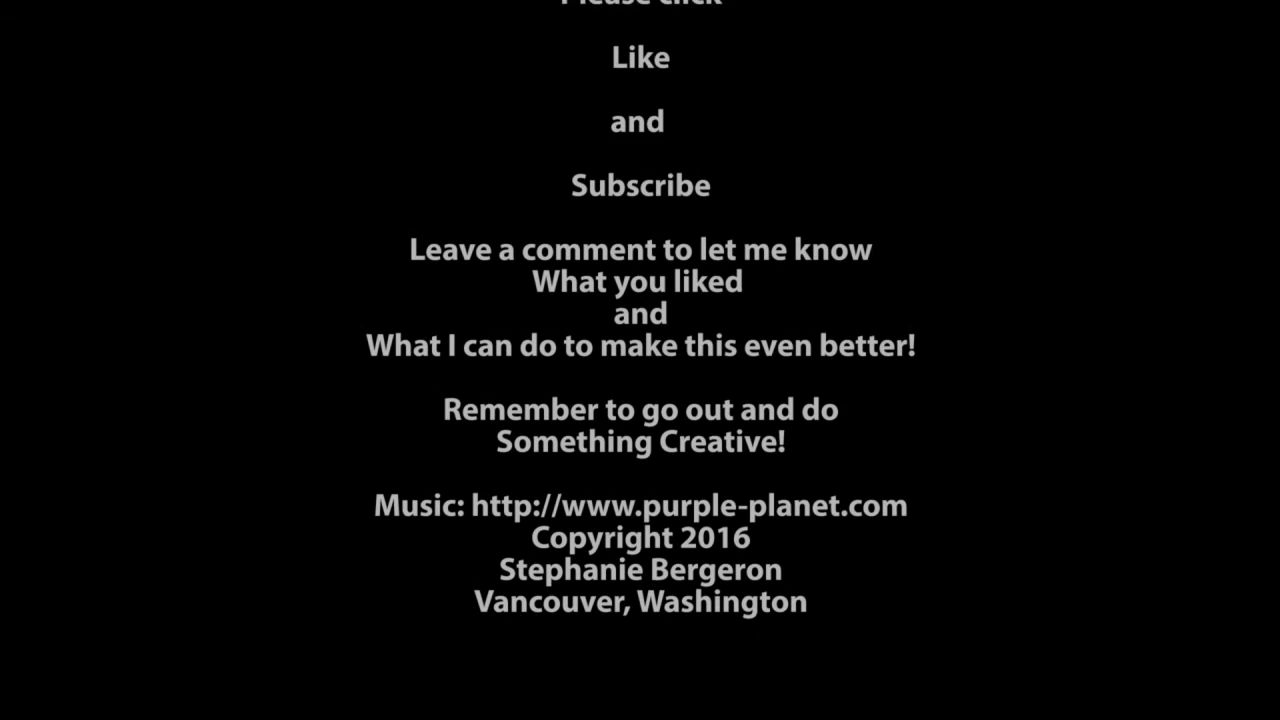 Please click
Like
and
Subscribe
Leave a comment to let me know
What you liked
and
What I can do to make this even better!
Remember to go out and do
Something Creative!
Music: http://www.purple-planet.com
Copyright 2016
Stephanie Bergeron
Vancouver, Washington